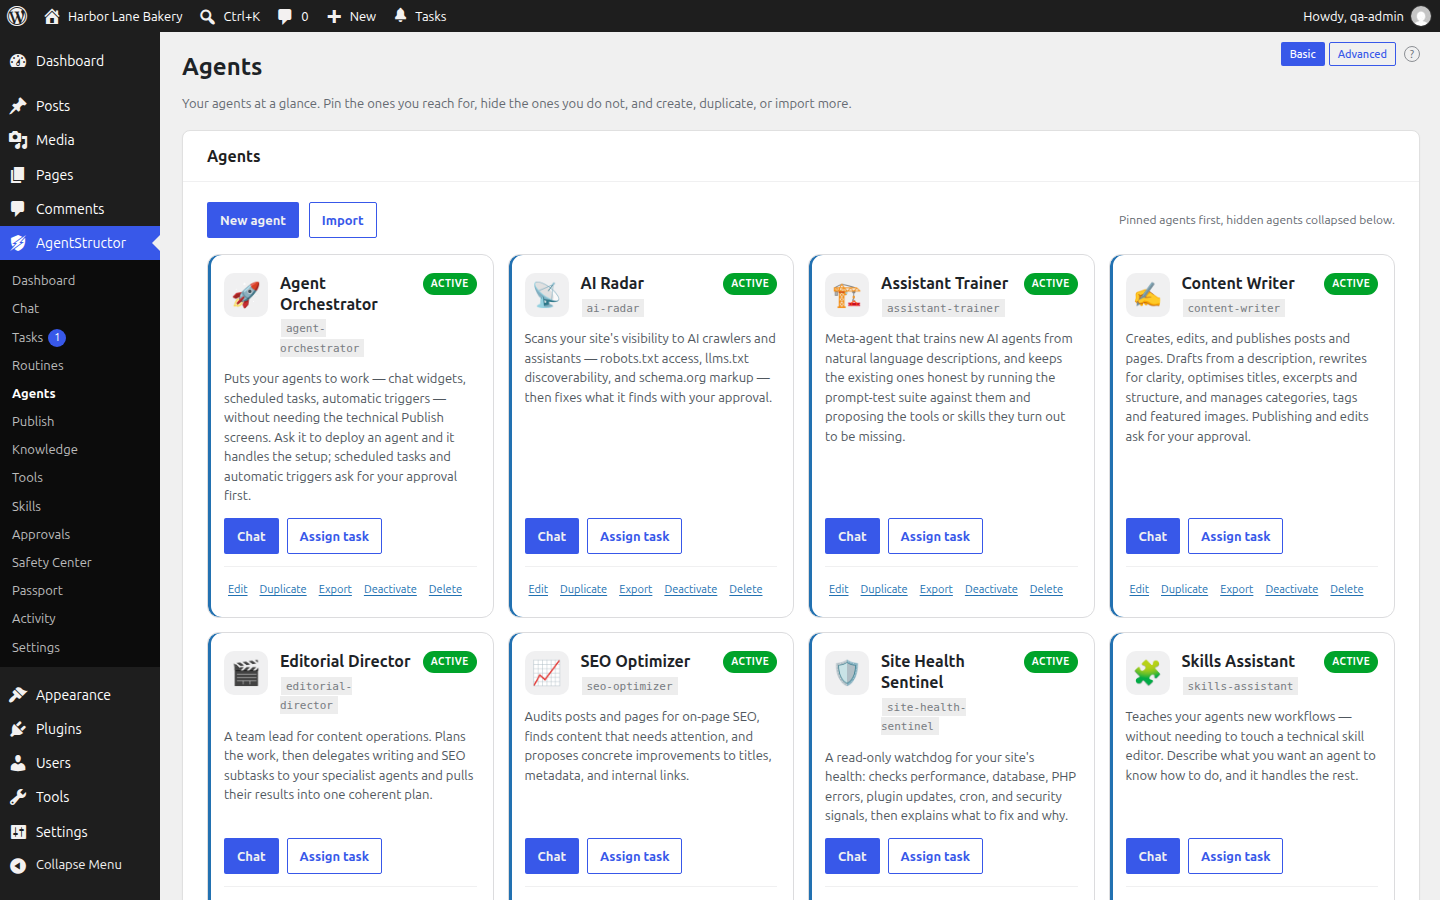 Harbor Lane Bakery
Ctrl+K
0
New
Tasks
Howdy, qa-admin
Dashboard
Posts
Media
Pages
Comments
AgentStructor
Dashboard
Chat
Tasks 1
Routines
Agents
Publish
Knowledge
Tools
Skills
Approvals
Safety Center
Passport
Activity
Settings
Appearance
Plugins
Users
Tools
Settings
Collapse Menu
Agents
Basic
Advanced
?
Your agents at a glance. Pin the ones you reach for, hide the ones you do not, and create, duplicate, or import more.
Agents
New agent
Import
Pinned agents first, hidden agents collapsed below.
Agent
Orchestrator
ACTIVE
agent-
orchestrator
Puts your agents to work — chat widgets,
scheduled tasks, automatic triggers —
without needing the technical Publish
screens. Ask it to deploy an agent and it
handles the setup; scheduled tasks and
automatic triggers ask for your approval
first.
Chat
Assign task
Edit Duplicate Export Deactivate Delete
AI Radar
ACTIVE
ai-radar
Scans your site's visibility to AI crawlers and
assistants — robots.txt access, llms.txt
discoverability, and schema.org markup —
then fixes what it finds with your approval.
Chat
Assign task
Edit Duplicate Export Deactivate Delete
Assistant Trainer
ACTIVE
assistant-trainer
Meta-agent that trains new AI agents from
natural language descriptions, and keeps
the existing ones honest by running the
prompt-test suite against them and
proposing the tools or skills they turn out
to be missing.
Chat
Assign task
Edit Duplicate Export Deactivate Delete
Content Writer
ACTIVE
content-writer
Creates, edits, and publishes posts and
pages. Drafts from a description, rewrites
for clarity, optimises titles, excerpts and
structure, and manages categories, tags
and featured images. Publishing and edits
ask for your approval.
Chat
Assign task
Edit Duplicate Export Deactivate Delete
Editorial Director
ACTIVE
editorial-
director
A team lead for content operations. Plans
the work, then delegates writing and SEO
subtasks to your specialist agents and pulls
their results into one coherent plan.
Chat
Assign task
SEO Optimizer
ACTIVE
seo-optimizer
Audits posts and pages for on-page SEO,
finds content that needs attention, and
proposes concrete improvements to titles,
metadata, and internal links.
Chat
Assign task
Site Health
Sentinel
ACTIVE
site-health-
sentinel
A read-only watchdog for your site's
health: checks performance, database, PHP
errors, plugin updates, cron, and security
signals, then explains what to fix and why.
Chat
Assign task
Skills Assistant
ACTIVE
skills-assistant
Teaches your agents new workflows —
without needing to touch a technical skill
editor. Describe what you want an agent to
know how to do, and it handles the rest.
Chat
Assign task